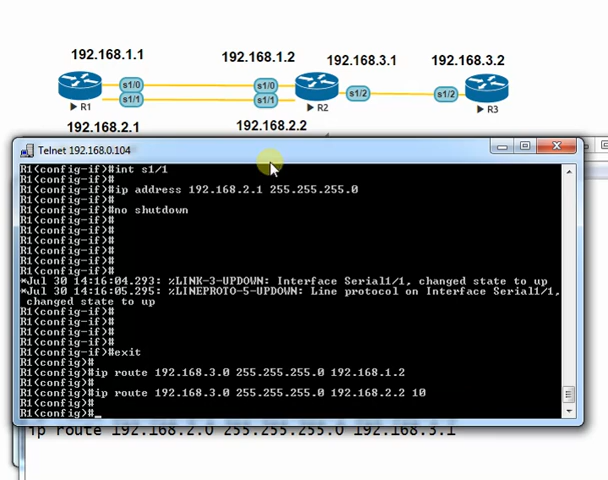 192.168.1.1
192.168.1.2
192.168.3.1
192.168.3.2
s1/0
s1/0
s1/1
s1/1
s1/2
s1/2
R1
R2
R3
192.168.2.1
192.168.2.2
Telnet 192.168.0.104
R1(config-if)#int s1/1
R1(config-if)#
R1(config-if)#ip address 192.168.2.1 255.255.255.0
R1(config-if)#
R1(config-if)#no shutdown
R1(config-if)#
R1(config-if)#
R1(config-if)#
R1(config-if)#
R1(config-if)#
R1(config-if)#
*Jul 30 14:16:04.293: %LINK-3-UPDOWN: Interface Serial1/1, changed state to up
*Jul 30 14:16:05.295: %LINEPROTO-5-UPDOWN: Line protocol on Interface Serial1/1,
changed state to up
R1(config-if)#
R1(config-if)#
R1(config-if)#
R1(config-if)#
R1(config-if)#exit
R1(config)#
R1(config)#ip route 192.168.3.0 255.255.255.0 192.168.1.2
R1(config)#
R1(config)#ip route 192.168.3.0 255.255.255.0 192.168.2.2 10
R1(config)#
R1(config)#_
ip route 192.168.2.0 255.255.255.0 192.168.3.1